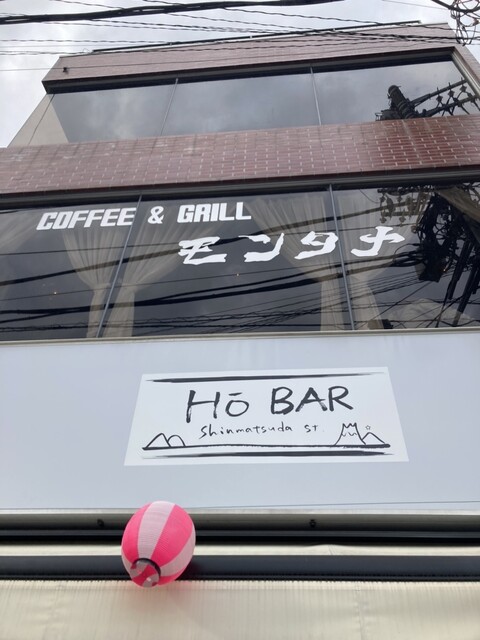 COFFEE & GRILL
モンタナ
Hō BAR
Shinmatsuda St.